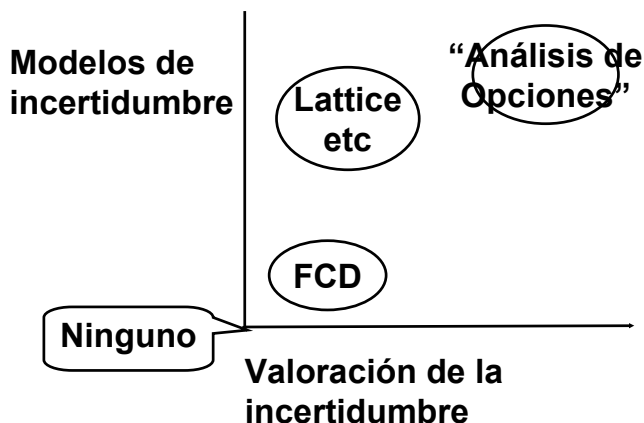 Modelos de
incertidumbre
Lattice
etc
“Análisis de
Opciones”
FCD
Ninguno
Valoración de la
incertidumbre